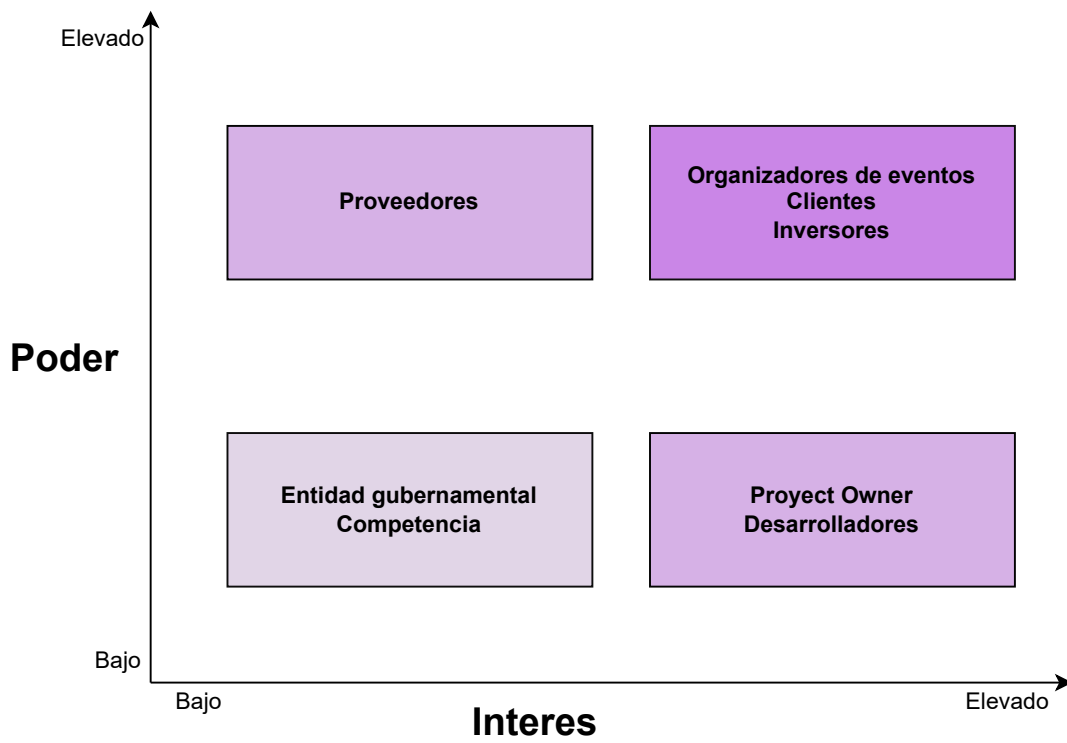 Elevado
Proveedores
Organizadores de eventos
Clientes
Inversores
Poder
Entidad gubernamental
Competencia
Proyect Owner
Desarrolladores
Bajo
Bajo
Interes
Elevado